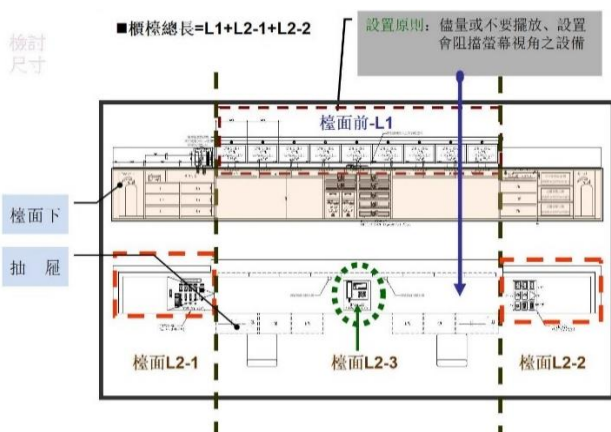 檢討
尺寸
■櫃檯總長=L1+L2-1+L2-2
設置原則：儘量或不要擺放、設置
會阻擋螢幕視角之設備
檯面前-L1
檯面下
抽　屜
檯面L2-1
檯面L2-3
檯面L2-2